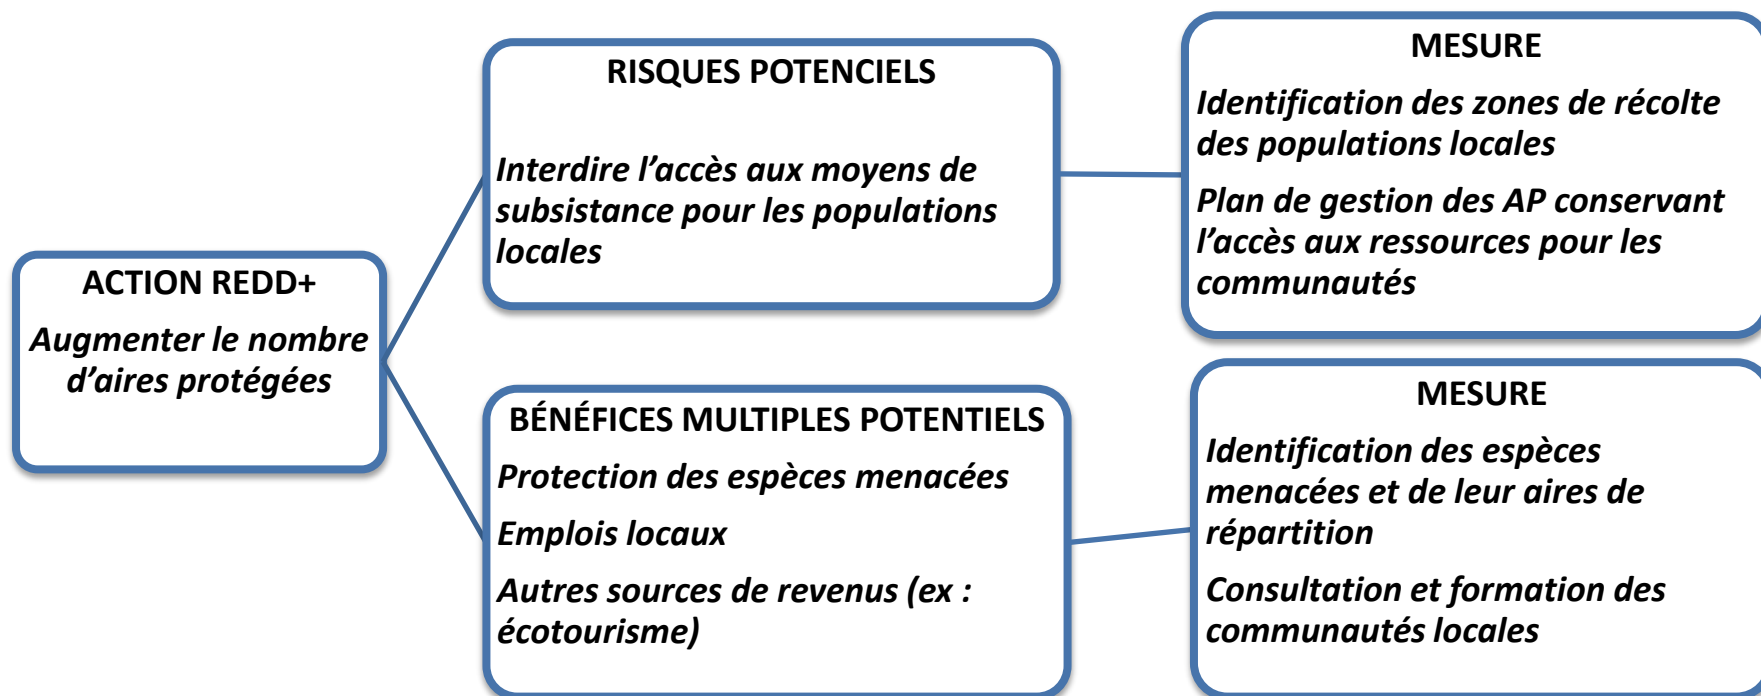 ACTION REDD+
Augmenter le nombre
d’aires protégées
RISQUES POTENCIELS
Interdire l’accès aux moyens de
subsistance pour les populations
locales
MESURE
Identification des zones de récolte
des populations locales
Plan de gestion des AP conservant
l’accès aux ressources pour les
communautés
BÉNÉFICES MULTIPLES POTENTIELS
Protection des espèces menacées
Emplois locaux
Autres sources de revenus (ex :
écotourisme)
MESURE
Identification des espèces
menacées et de leur aires de
répartition
Consultation et formation des
communautés locales